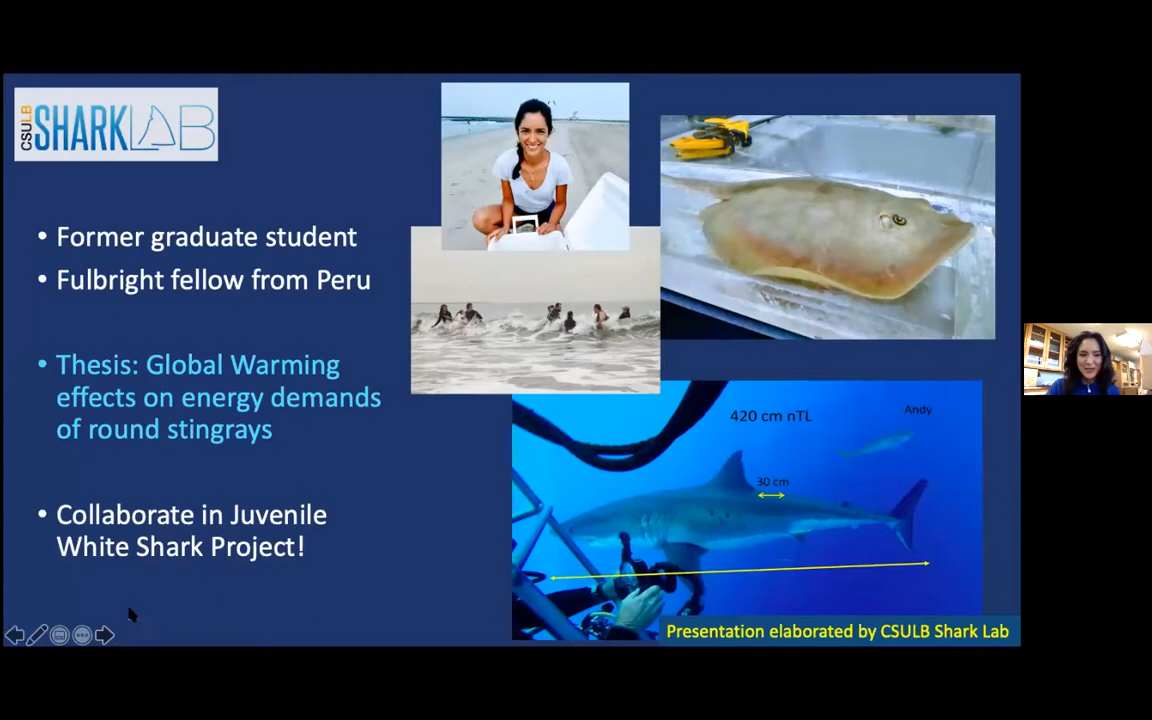 CSULB SHARKLAB
• Former graduate student
• Fulbright fellow from Peru
• Thesis: Global Warming
effects on energy demands
of round stingrays
• Collaborate in Juvenile
White Shark Project!
420 cm nTL
Andy
30 cm
Presentation elaborated by CSULB Shark Lab